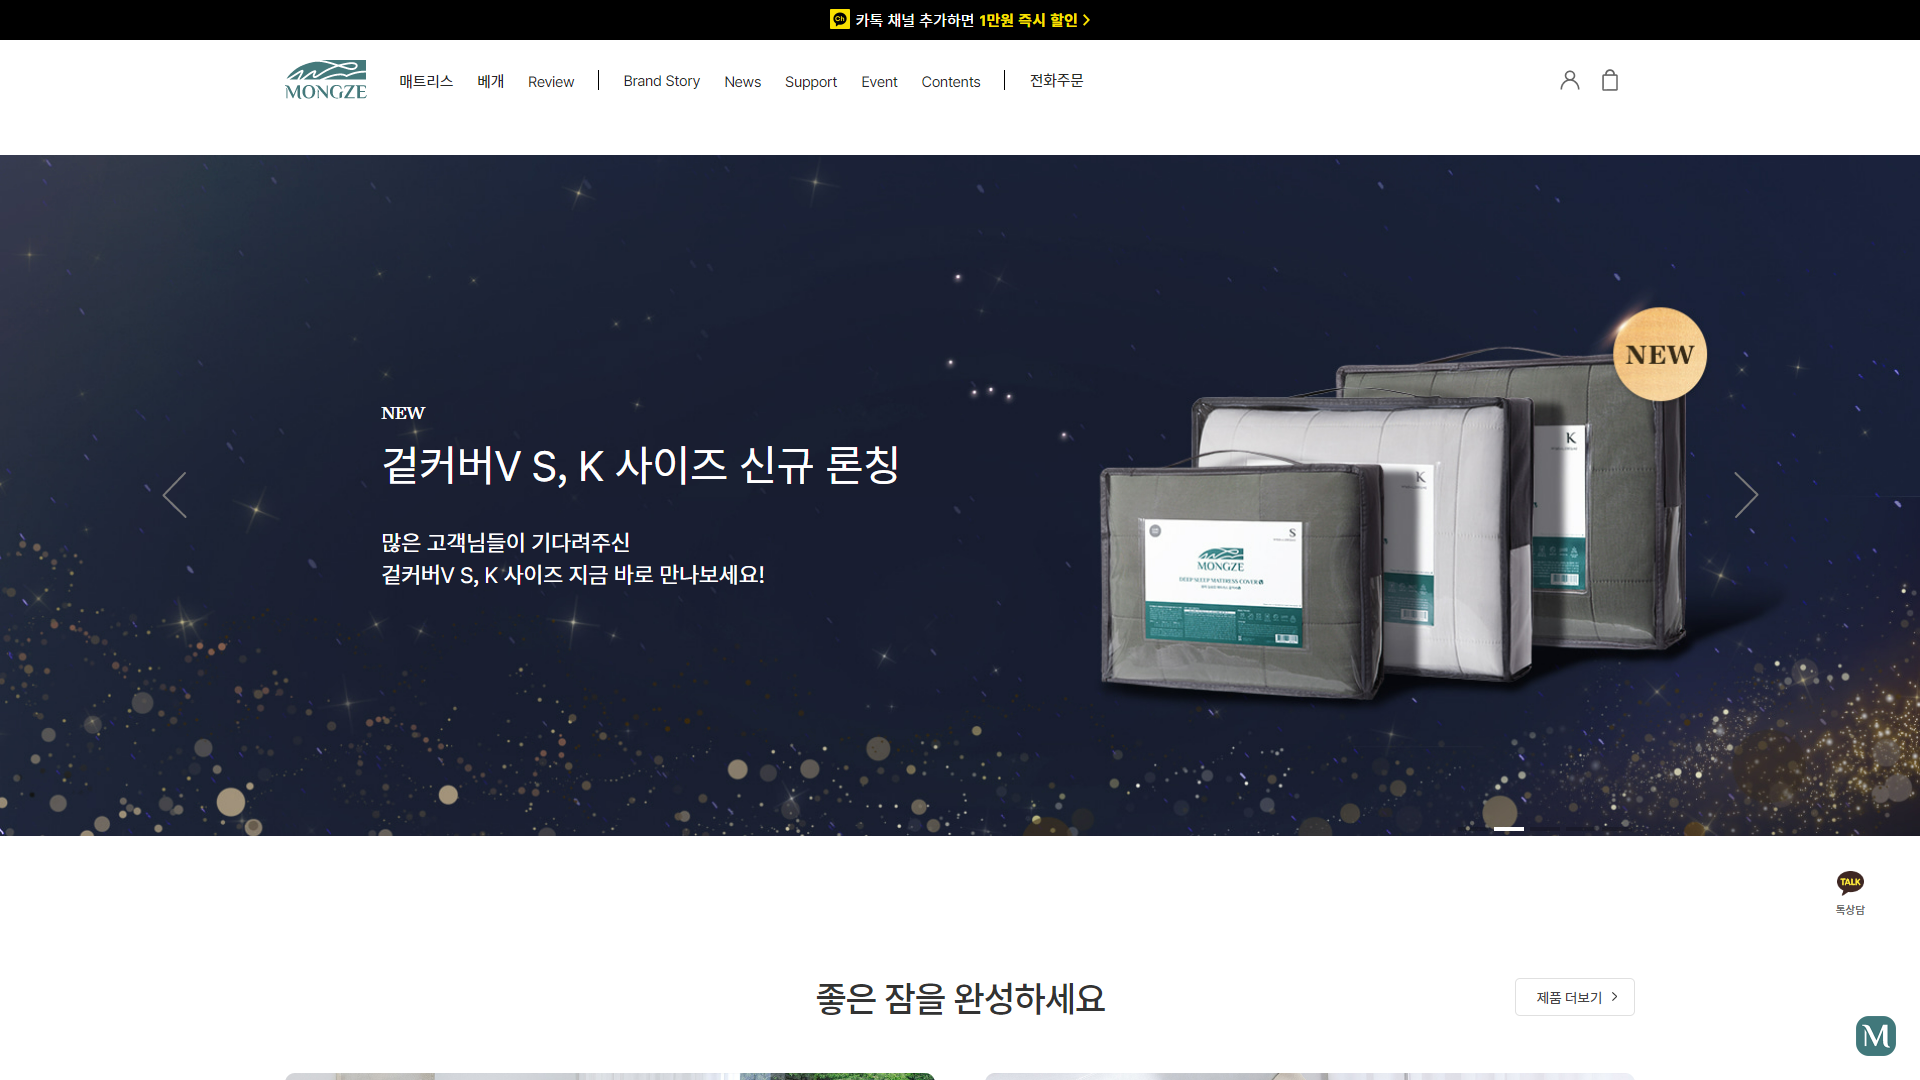 카톡 채널 추가하면 1만원 즉시 할인
MONGZE
매트리스
베개
Review
Brand Story
News
Support
Event
Contents
전화주문
NEW
겉커버V S, K 사이즈 신규 론칭
많은 고객님들이 기다려주신
겉커버V S, K 사이즈 지금 바로 만나보세요!
NEW
K
K
S
MONGZE
DEEP SLEEP MATTRESS COVER
TALK
톡상담
좋은 잠을 완성하세요
제품 더보기
M